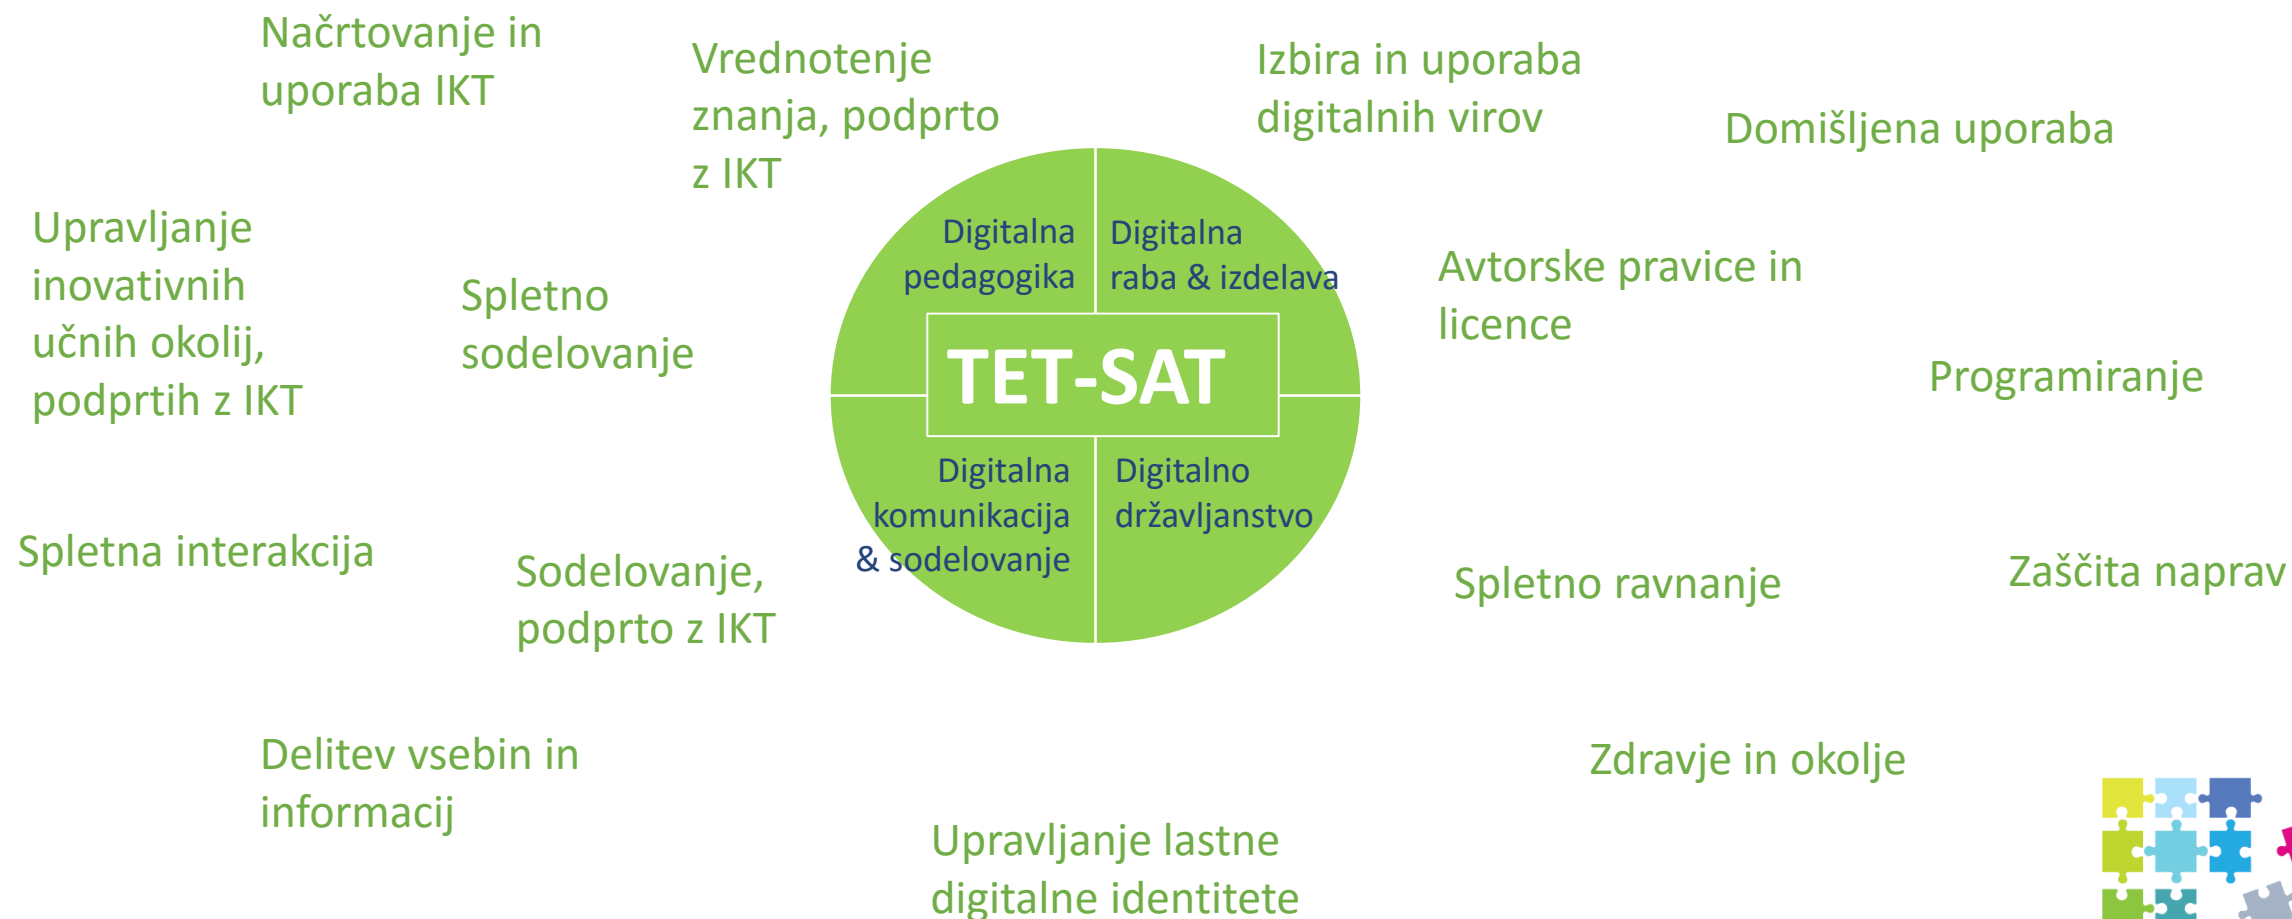 Načrtovanje in
uporaba IKT
Vrednotenje
znanja, podprto
z IKT
Izbira in uporaba
digitalnih virov
Domišljena uporaba
Upravljanje
inovativnih
učnih okolij,
podprtih z IKT
Spletno
sodelovanje
Digitalna
pedagogika
Digitalna
raba & izdelava
Avtorske pravice in
licence
TET-SAT
Programiranje
Digitalna
komunikacija
& sodelovanje
Digitalno
državljanstvo
Spletna interakcija
Sodelovanje,
podprto z IKT
Spletno ravnanje
Zaščita naprav
Delitev vsebin in
informacij
Zdravje in okolje
Upravljanje lastne
digitalne identitete